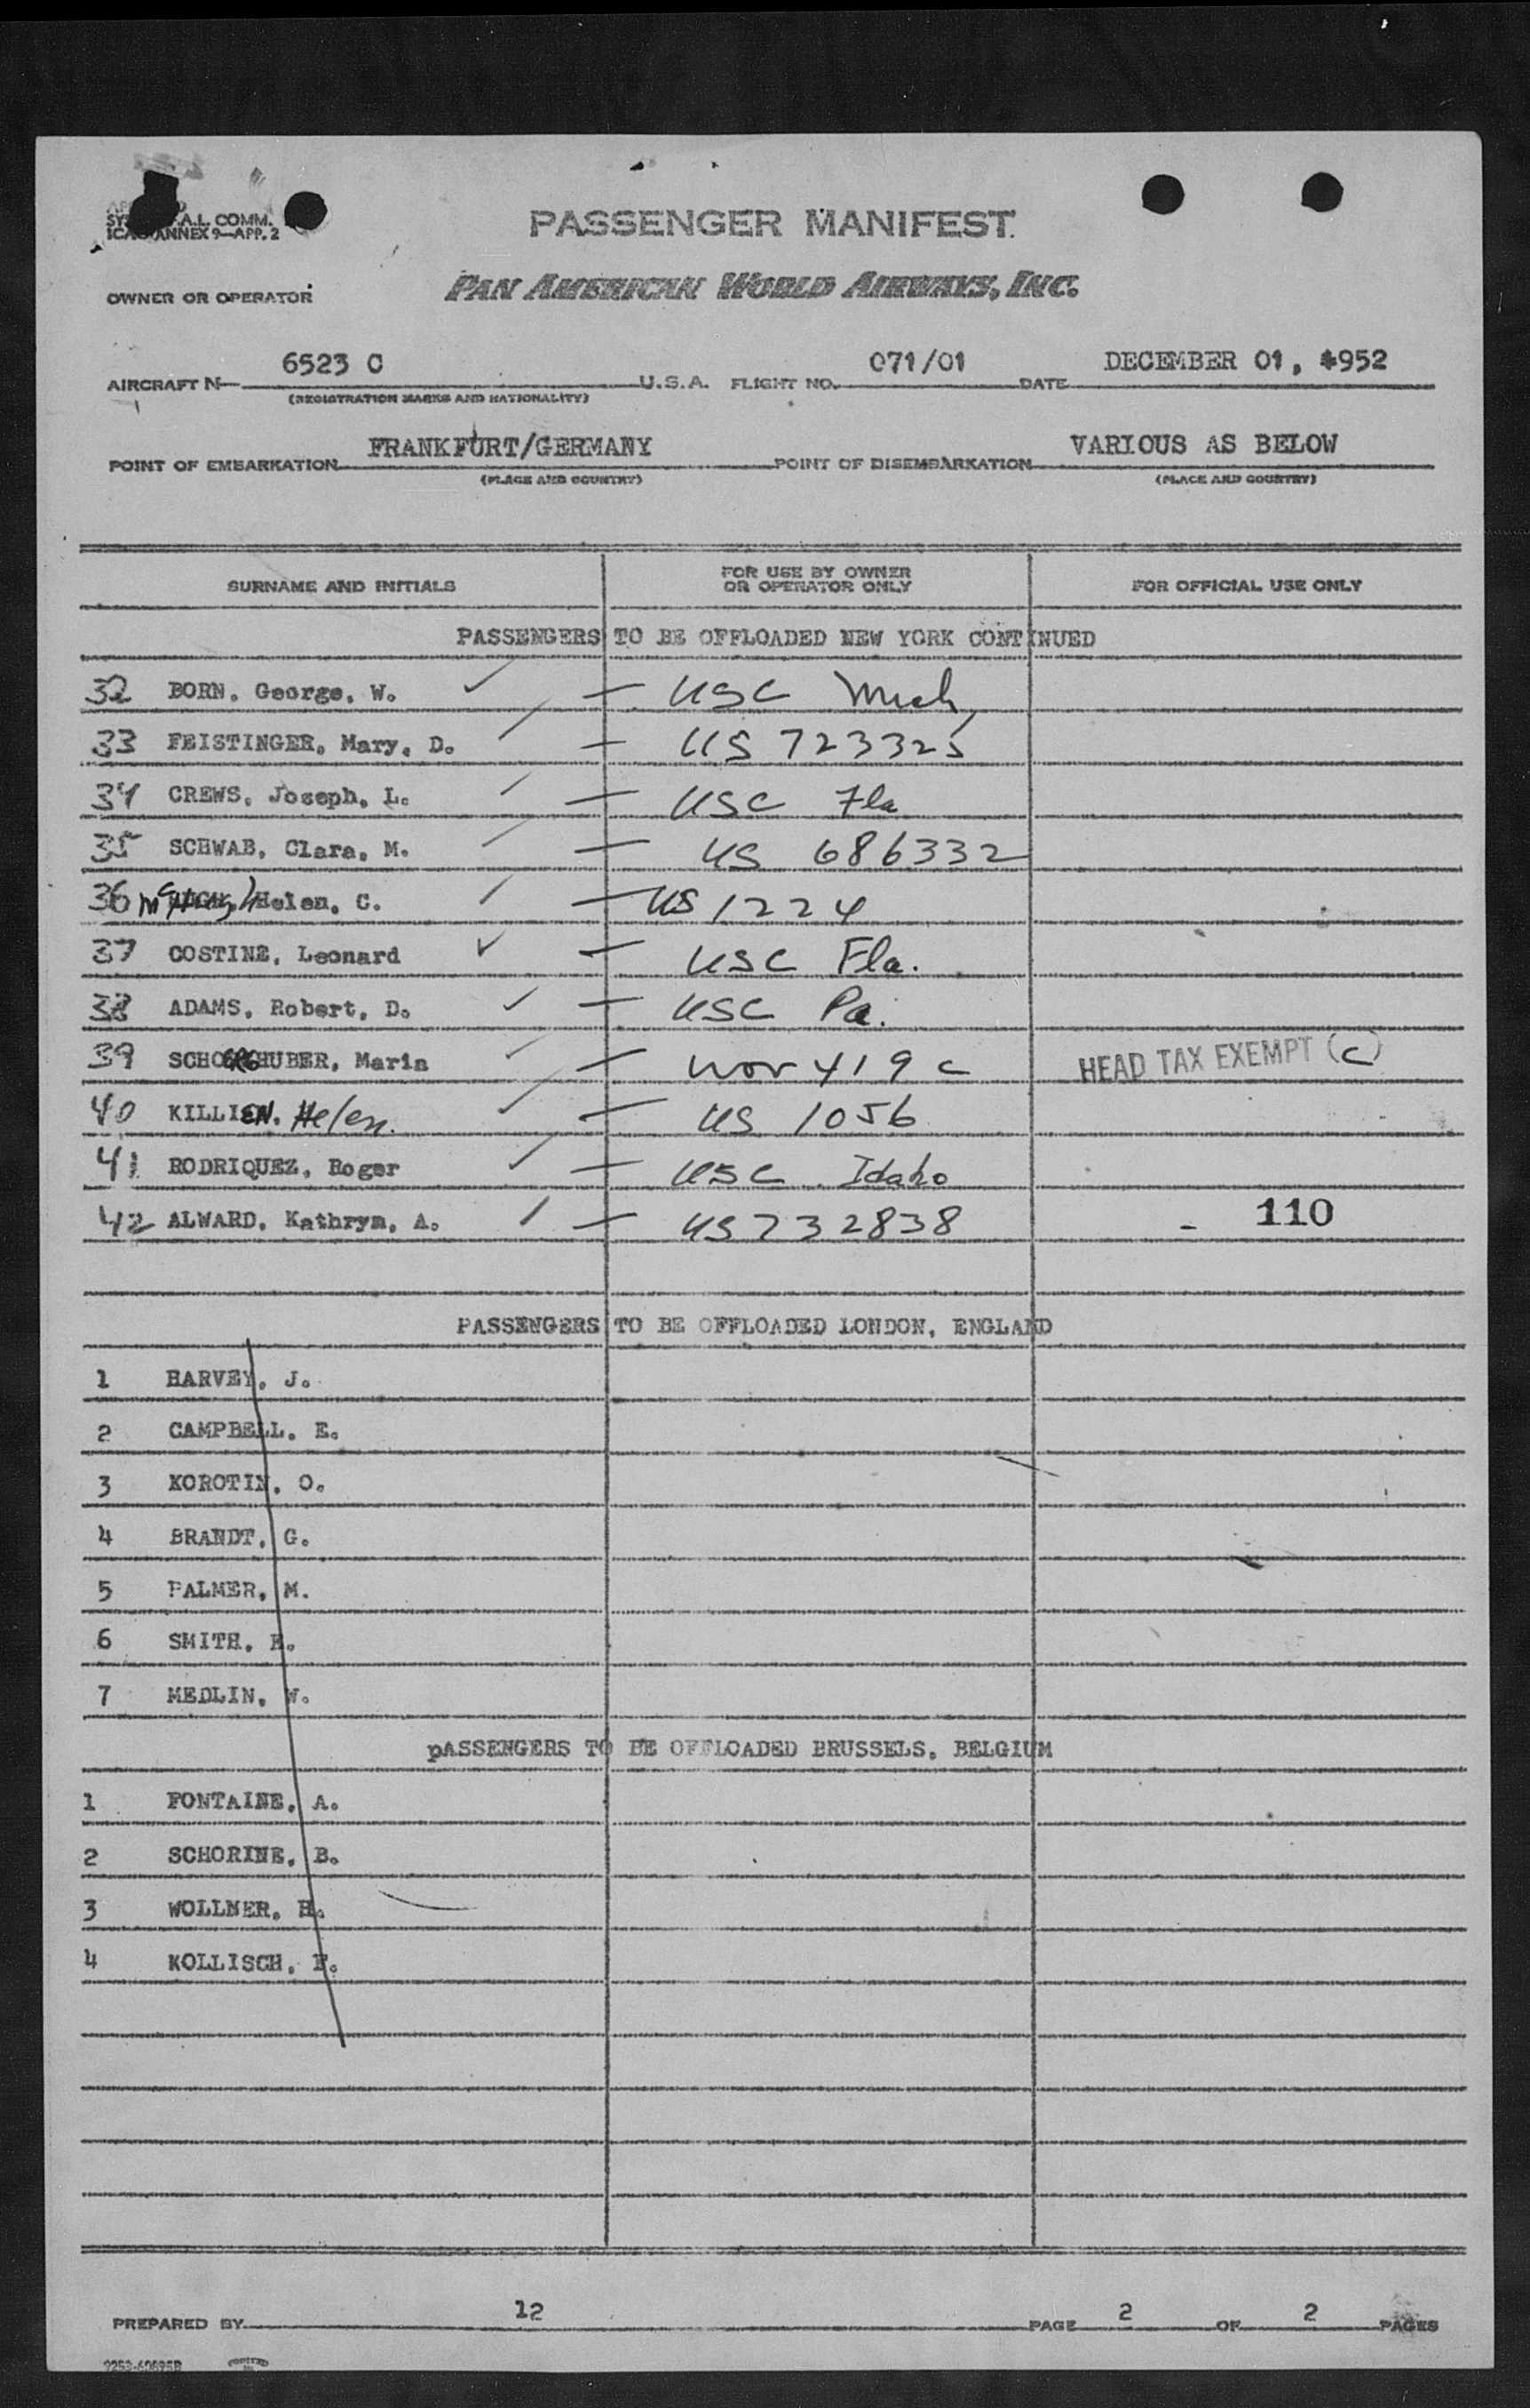 SY A.L. COMM.
ICAO ANNEX 9—APP. 2
PASSENGER MANIFEST
OWNER OR OPERATOR PAN AMERICAN WORLD AIRWAYS, INC.
AIRCRAFT N— 6523 C U.S.A. FLIGHT NO. 071/01 DATE DECEMBER 01, 1952
(REGISTRATION MARKS AND NATIONALITY)
POINT OF EMBARKATION FRANKFURT/GERMANY POINT OF DISEMBARKATION VARIOUS AS BELOW
(PLACE AND COUNTRY) (PLACE AND COUNTRY)
SURNAME AND INITIALS FOR USE BY OWNER OR OPERATOR ONLY FOR OFFICIAL USE ONLY
PASSENGERS TO BE OFFLOADED NEW YORK CONTINUED
32 BORN, George, W. ✓ — USC Mich,
33 FEISTINGER, Mary, D. — US 723325
34 CREWS, Joseph, L. — USC Fla
35 SCHWAB, Clara, M. — US 686332
36 Helen, C. — US 1224
37 COSTINE, Leonard ✓ — USC Fla.
38 ADAMS, Robert, D. ✓ — USC Pa.
39 SCHOERGHUBER, Maria — nov 419 c HEAD TAX EXEMPT (C)
40 KILLIEN, Helen. — US 1056
41 RODRIQUEZ, Roger — USC Idaho
42 ALWARD, Kathryn, A. — US 732838 - 110
PASSENGERS TO BE OFFLOADED LONDON, ENGLAND
1 HARVEY, J.
2 CAMPBELL, E.
3 KOROTIN, O.
4 BRANDT, G.
5 PALMER, M.
6 SMITH,
7 MEDLIN, W.
pASSENGERS TO BE OFFLOADED BRUSSELS, BELGIUM
1 FONTAINE, A.
2 SCHORINE, B.
3 WOLLNER, H.
4 KOLLISCH, F.
PREPARED BY 12 PAGE 2 OF 2 PAGES